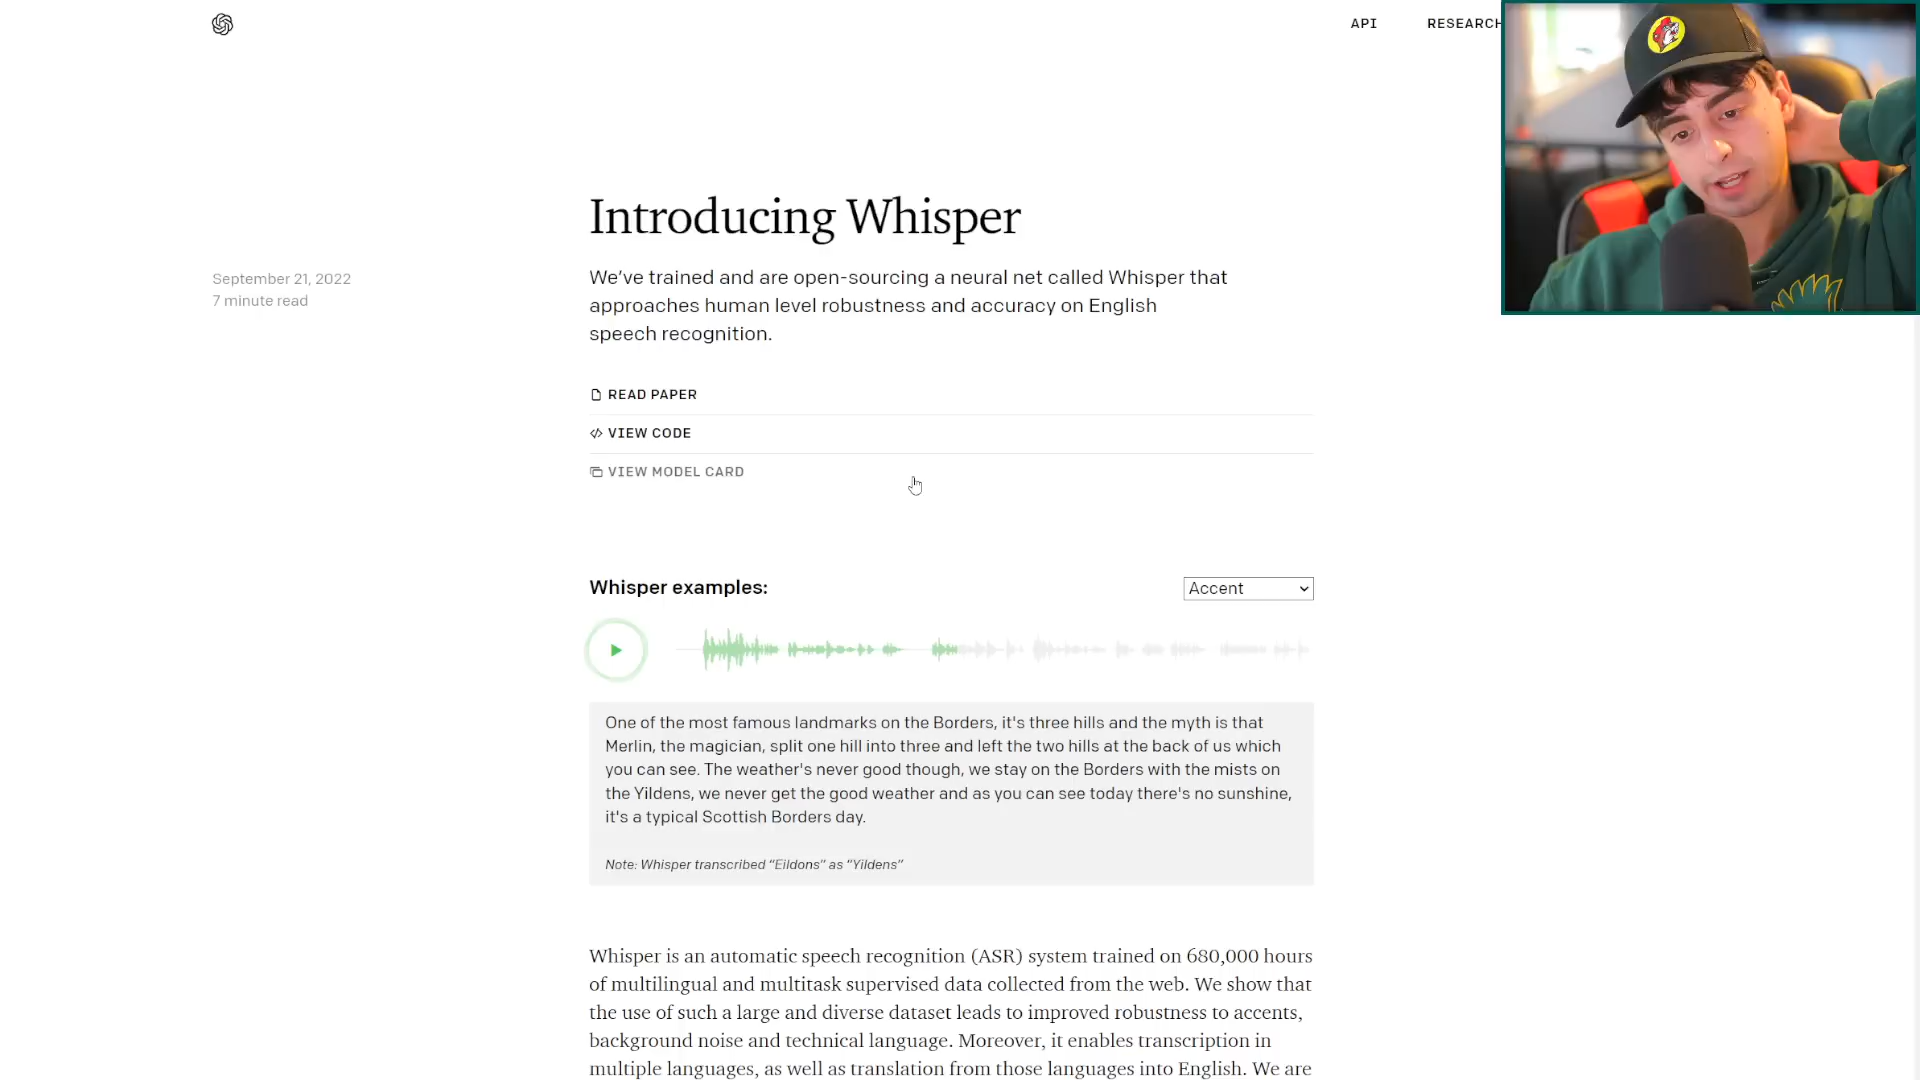 API
RESEARCH
Introducing Whisper
September 21, 2022
7 minute read
We’ve trained and are open-sourcing a neural net called Whisper that
approaches human level robustness and accuracy on English
speech recognition.
READ PAPER
VIEW CODE
VIEW MODEL CARD
Whisper examples:
Accent
One of the most famous landmarks on the Borders, it's three hills and the myth is that
Merlin, the magician, split one hill into three and left the two hills at the back of us which
you can see. The weather's never good though, we stay on the Borders with the mists on
the Yildens, we never get the good weather and as you can see today there's no sunshine,
it's a typical Scottish Borders day.
Note: Whisper transcribed “Eildons” as “Yildens”
Whisper is an automatic speech recognition (ASR) system trained on 680,000 hours
of multilingual and multitask supervised data collected from the web. We show that
the use of such a large and diverse dataset leads to improved robustness to accents,
background noise and technical language. Moreover, it enables transcription in
multiple languages, as well as translation from those languages into English. We are